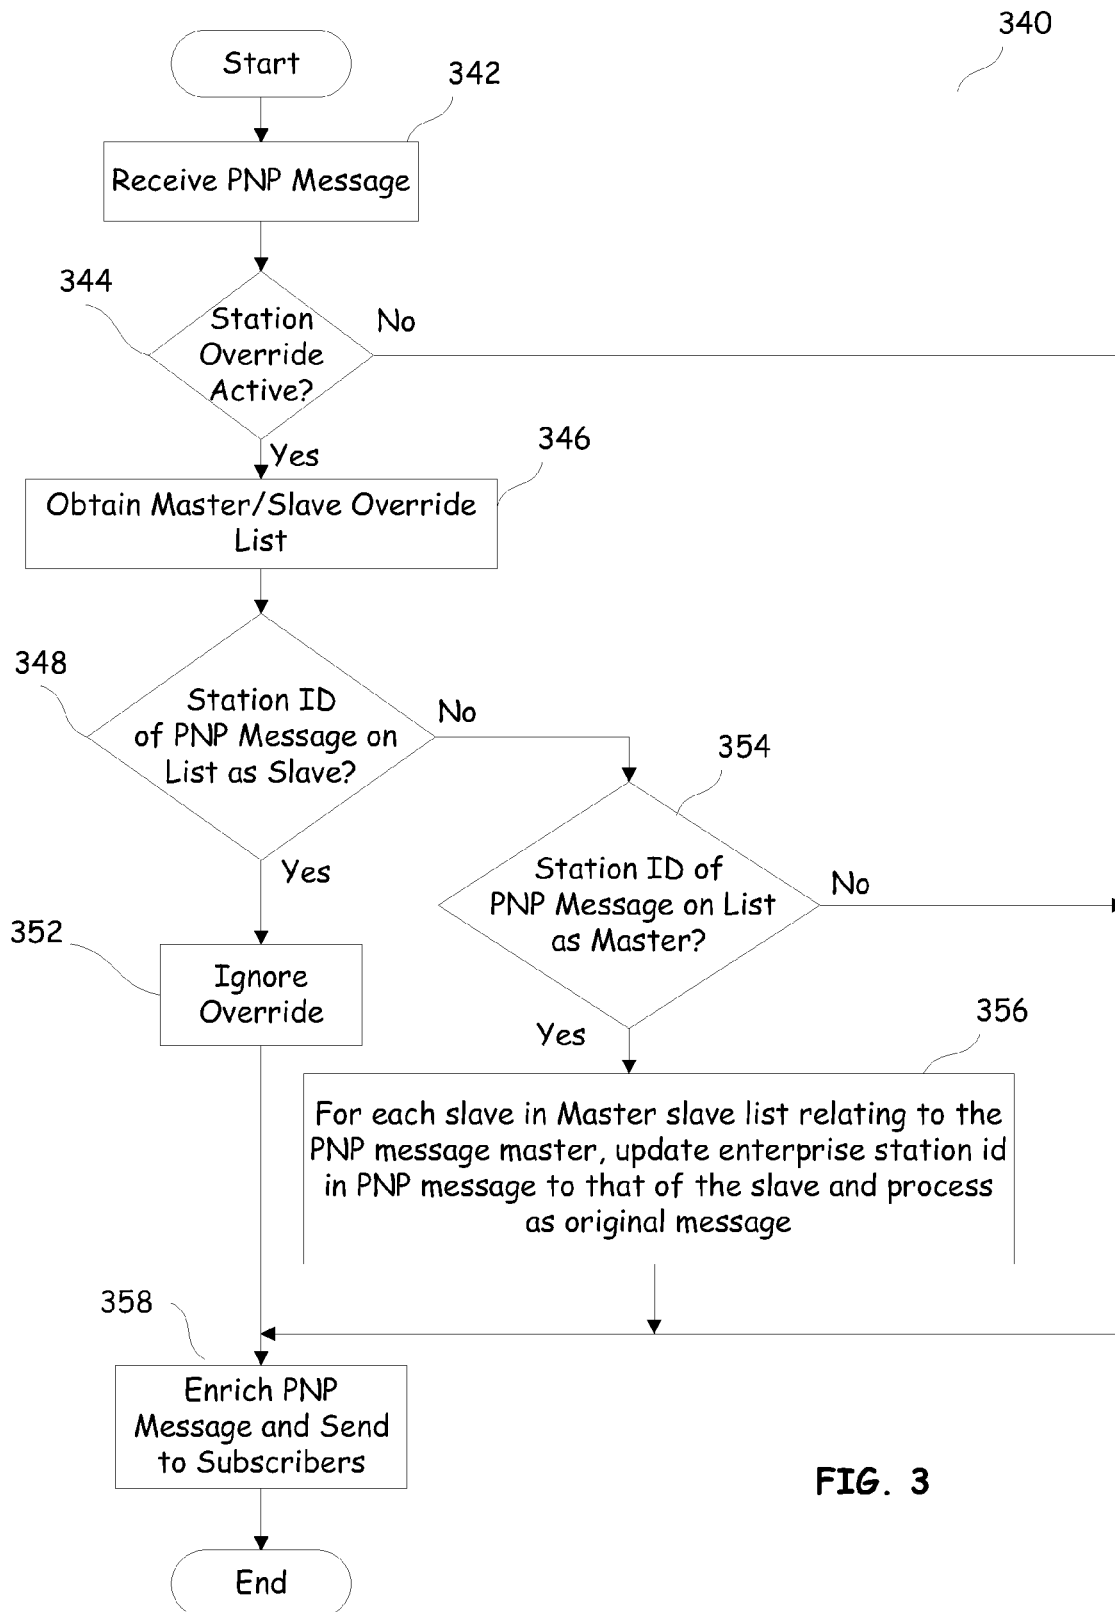 340
Start
342
Receive PNP Message
344
Station
Override
Active?
No
Yes
346
Obtain Master/Slave Override
List
348
Station ID
of PNP Message on
List as Slave?
No
Yes
354
Station ID of
PNP Message on List
as Master?
No
Yes
352
Ignore
Override
356
For each slave in Master slave list relating to the
PNP message master, update enterprise station id
in PNP message to that of the slave and process
as original message
358
Enrich PNP
Message and Send
to Subscribers
FIG. 3
End